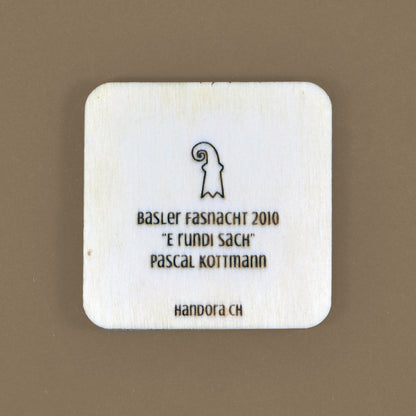 Basler Fasnacht 2010
"E rundi Sach"
Pascal Kottmann
Handora CH